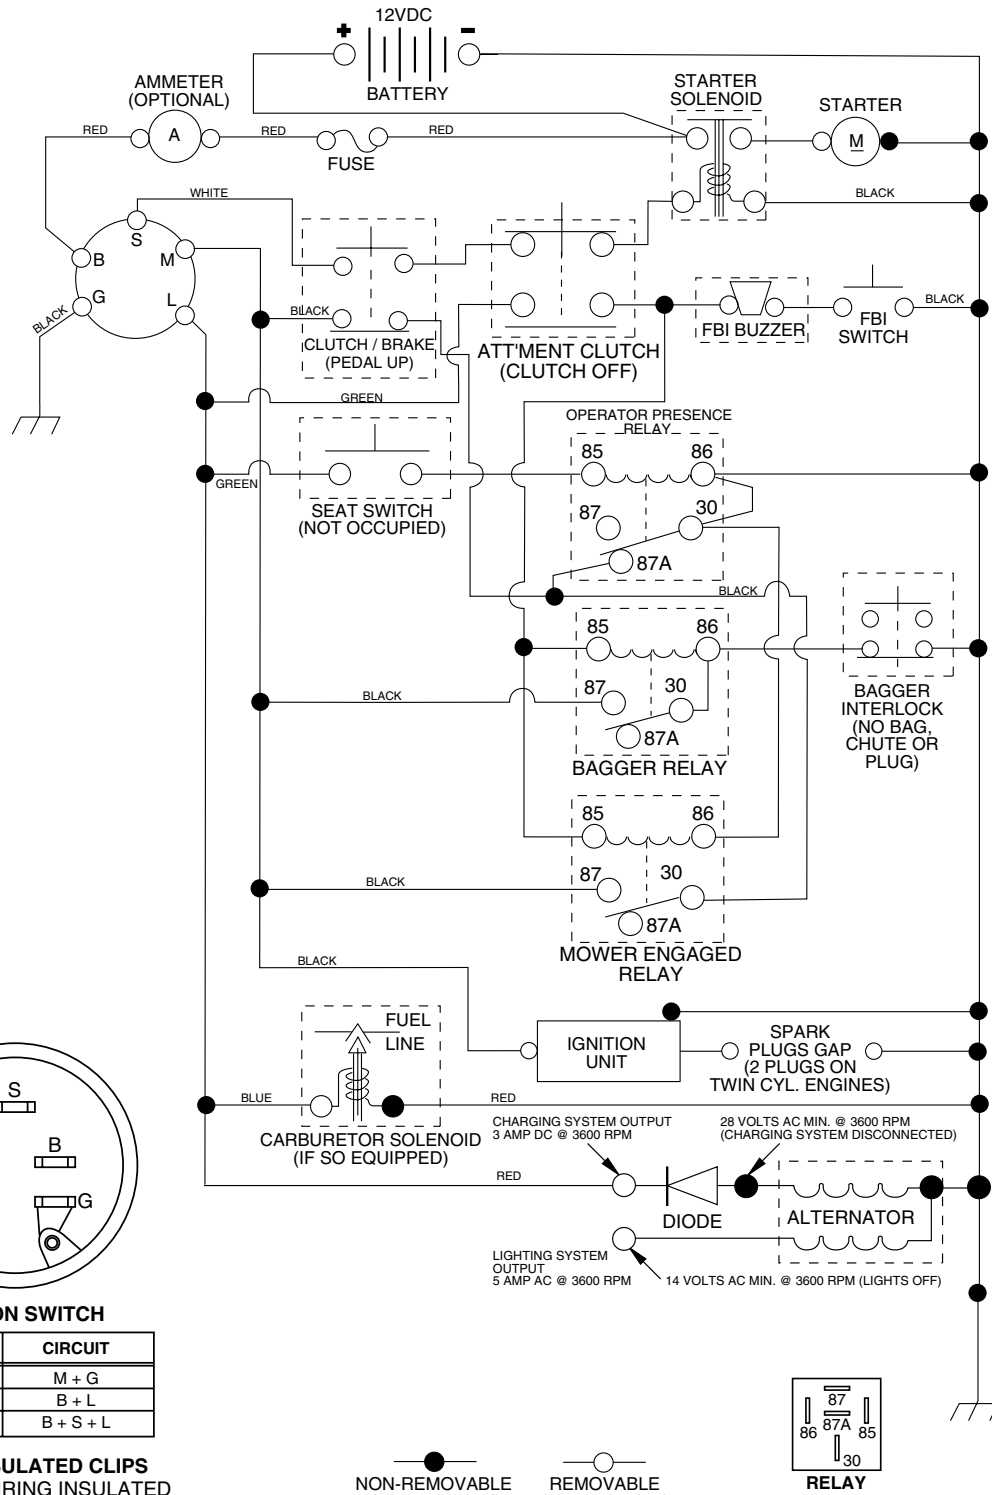 12VDC
+
-
BATTERY
AMMETER
(OPTIONAL)
STARTER
SOLENOID
STARTER
RED
A
RED
RED
FUSE
M
WHITE
BLACK
S
B
M
G
L
BLACK
BLACK
CLUTCH / BRAKE
(PEDAL UP)
ATT'MENT CLUTCH
(CLUTCH OFF)
FBI BUZZER
FBI
SWITCH
BLACK
GREEN
OPERATOR PRESENCE
RELAY
85
86
GREEN
SEAT SWITCH
(NOT OCCUPIED)
87
30
87A
BLACK
85
86
BLACK
87
30
87A
BAGGER RELAY
BAGGER
INTERLOCK
(NO BAG,
CHUTE OR
PLUG)
85
86
BLACK
87
30
87A
MOWER ENGAGED
RELAY
BLACK
FUEL
LINE
IGNITION
UNIT
SPARK
PLUGS GAP
(2 PLUGS ON
TWIN CYL. ENGINES)
BLUE
RED
CARBURETOR SOLENOID
(IF SO EQUIPPED)
CHARGING SYSTEM OUTPUT
3 AMP DC @ 3600 RPM
28 VOLTS AC MIN. @ 3600 RPM
(CHARGING SYSTEM DISCONNECTED)
RED
DIODE
ALTERNATOR
LIGHTING SYSTEM
OUTPUT
5 AMP AC @ 3600 RPM
14 VOLTS AC MIN. @ 3600 RPM (LIGHTS OFF)
S
B
G
ON SWITCH
CIRCUIT
M + G
B + L
B + S + L
SULATED CLIPS
IRING INSULATED
NON-REMOVABLE
REMOVABLE
87
87A
86
85
30
RELAY